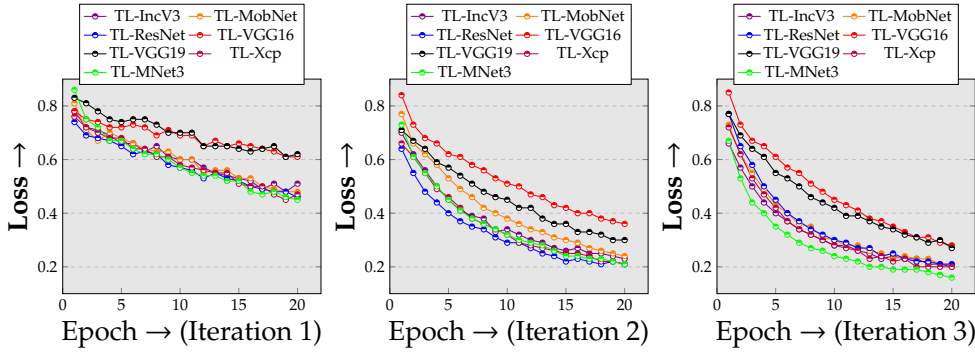 TL-IncV3 TL-MobNet
TL-ResNet TL-VGG16
TL-VGG19 TL-Xcp
TL-MNet3
0.8
0.6
0.4
0.2
0 5 10 15 20
Loss →
Epoch → (Iteration 1)
TL-IncV3 TL-MobNet
TL-ResNet TL-VGG16
TL-VGG19 TL-Xcp
TL-MNet3
0.8
0.6
0.4
0.2
0 5 10 15 20
Loss →
Epoch → (Iteration 2)
TL-IncV3 TL-MobNet
TL-ResNet TL-VGG16
TL-VGG19 TL-Xcp
TL-MNet3
0.8
0.6
0.4
0.2
0 5 10 15 20
Loss →
Epoch → (Iteration 3)